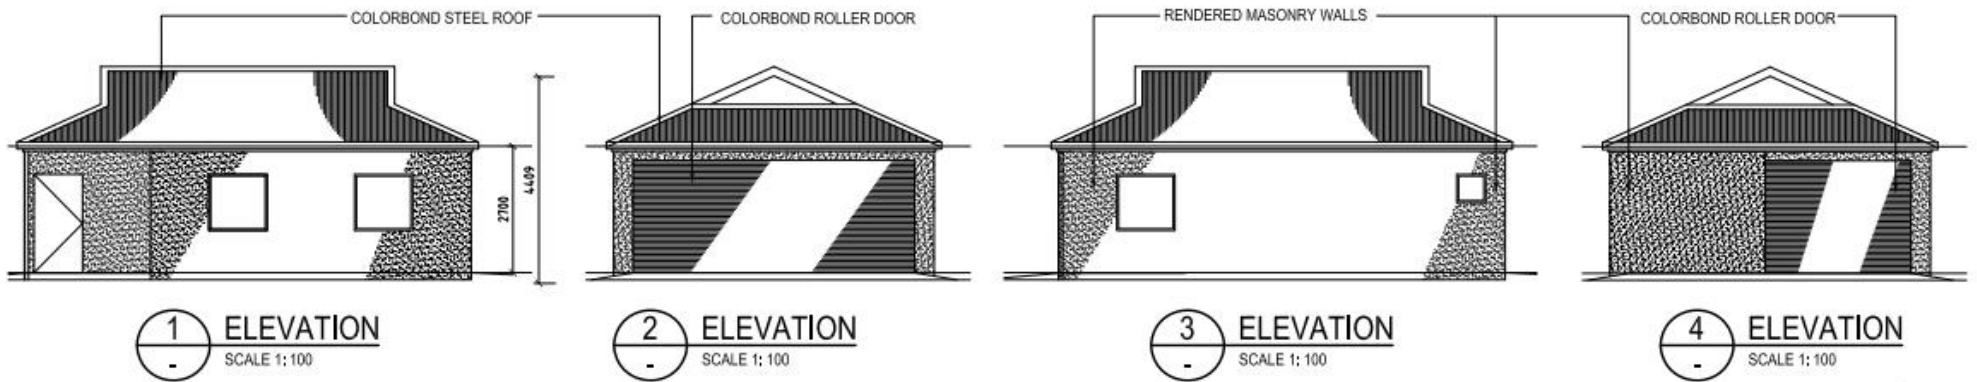 COLORBOND STEEL ROOF
COLORBOND ROLLER DOOR
RENDERED MASONRY WALLS
COLORBOND ROLLER DOOR
2700
4409
1
-
ELEVATION
SCALE 1: 100
2
-
ELEVATION
SCALE 1: 100
3
-
ELEVATION
SCALE 1: 100
4
-
ELEVATION
SCALE 1: 100